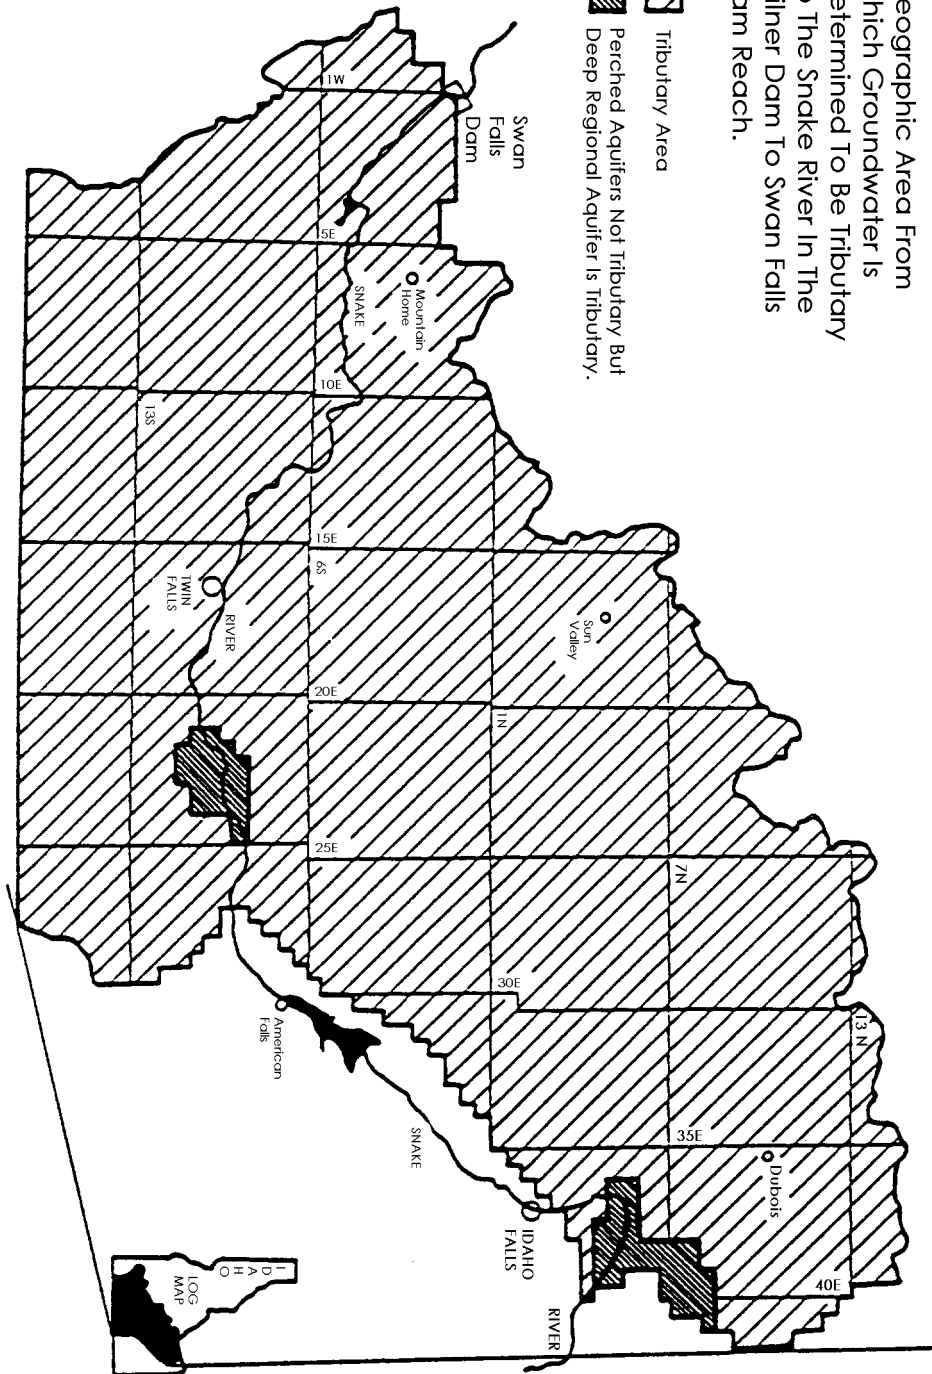 eographic Area From
hich Groundwater Is
etermined To Be Tributary
The Snake River In The
ilner Dam To Swan Falls
am Reach.
Tributary Area
Perched Aquifers Not Tributary But
Deep Regional Aquifer Is Tributary.
Swan
Falls
Dam
1W
5E
Mountain
Home
SNAKE
10E
13S
15E
6S
TWIN
FALLS
RIVER
Sun
Valley
20E
1N
25E
7N
30E
13 N
American
Falls
SNAKE
35E
Dubois
IDAHO
FALLS
40E
RIVER
IDAHO
LOG
MAP